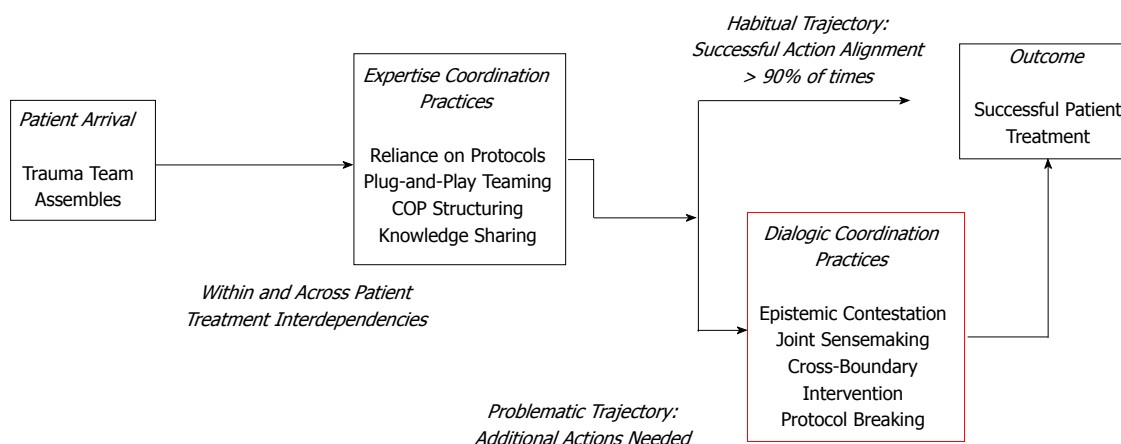 Patient Arrival
Trauma Team
Assembles
Expertise Coordination
Practices
Reliance on Protocols
Plug-and-Play Teaming
COP Structuring
Knowledge Sharing
Within and Across Patient
Treatment Interdependencies
Habitual Trajectory:
Successful Action Alignment
> 90% of times
Outcome
Successful Patient
Treatment
Dialogic Coordination
Practices
Epistemic Contestation
Joint Sensemaking
Cross-Boundary
Intervention
Protocol Breaking
Problematic Trajectory:
Additional Actions Needed